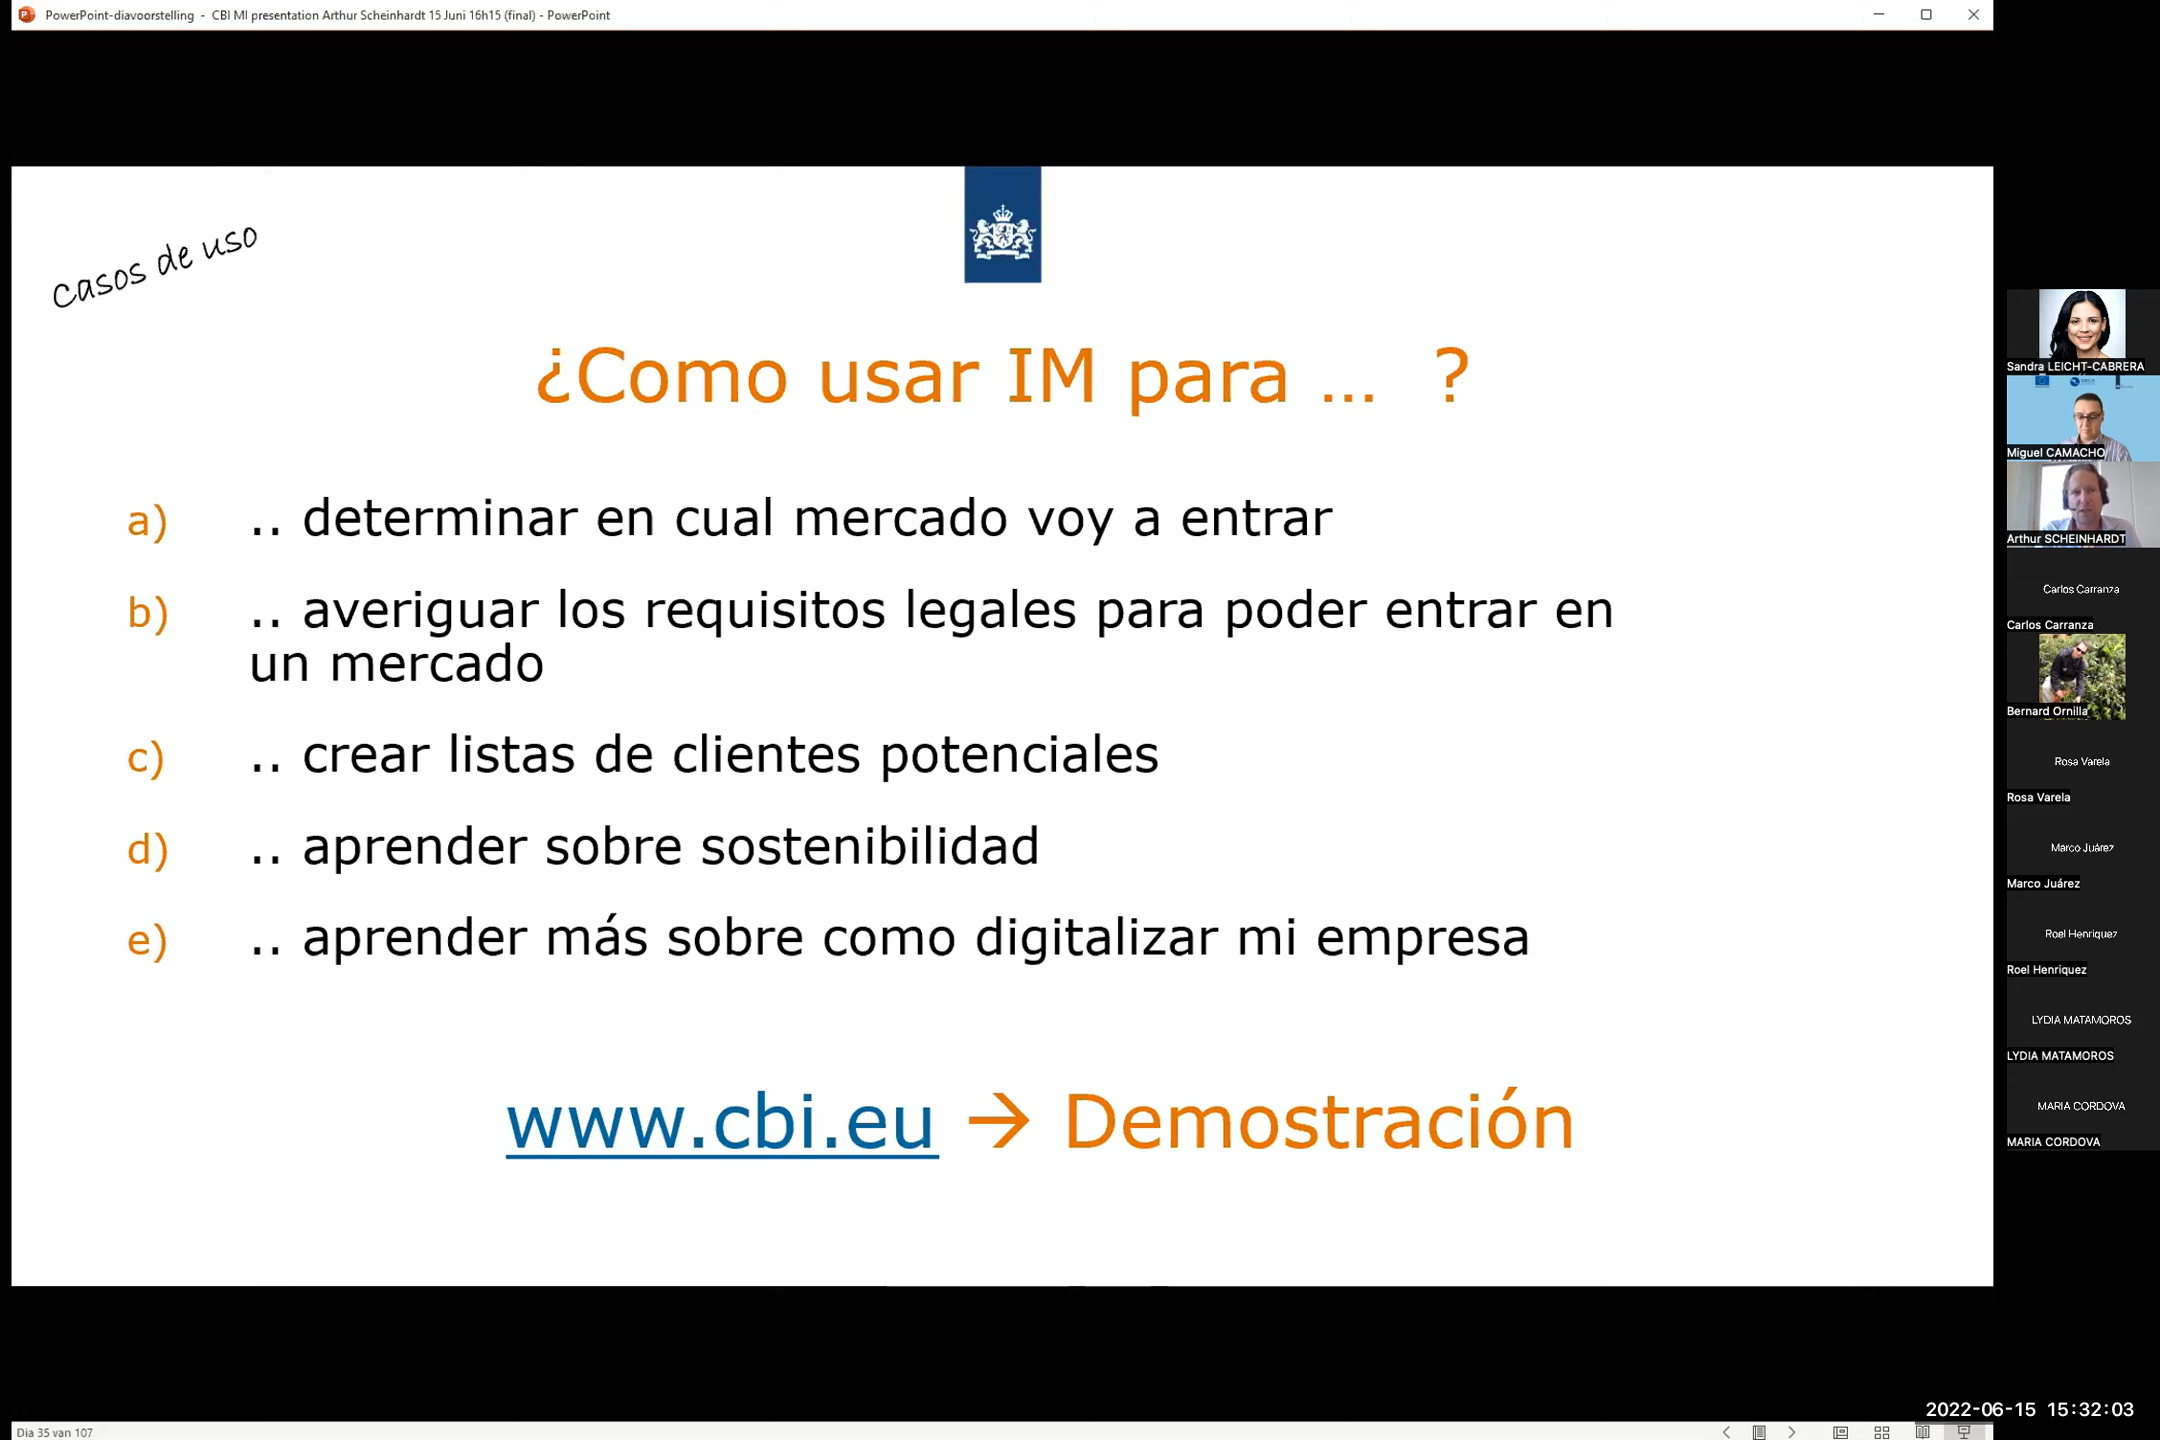 PowerPoint-diavoorstelling - CBI MI presentation Arthur Scheinhardt 15 Juni 16h15 (final) - PowerPoint
casos de uso
¿Como usar IM para ... ?
a) .. determinar en cual mercado voy a entrar
b) .. averiguar los requisitos legales para poder entrar en
un mercado
c) .. crear listas de clientes potenciales
d) .. aprender sobre sostenibilidad
e) .. aprender más sobre como digitalizar mi empresa
www.cbi.eu → Demostración
Sandra LEICHT-CABRERA
Miguel CAMACHO
Arthur SCHEINHARDT
Carlos Carranza
Carlos Carranza
Bernard Ornilla
Rosa Varela
Rosa Varela
Marco Juárez
Marco Juárez
Roel Henriquez
Roel Henriquez
LYDIA MATAMOROS
LYDIA MATAMOROS
MARIA CORDOVA
MARIA CORDOVA
2022-06-15 15:32:03
Dia 35 van 107